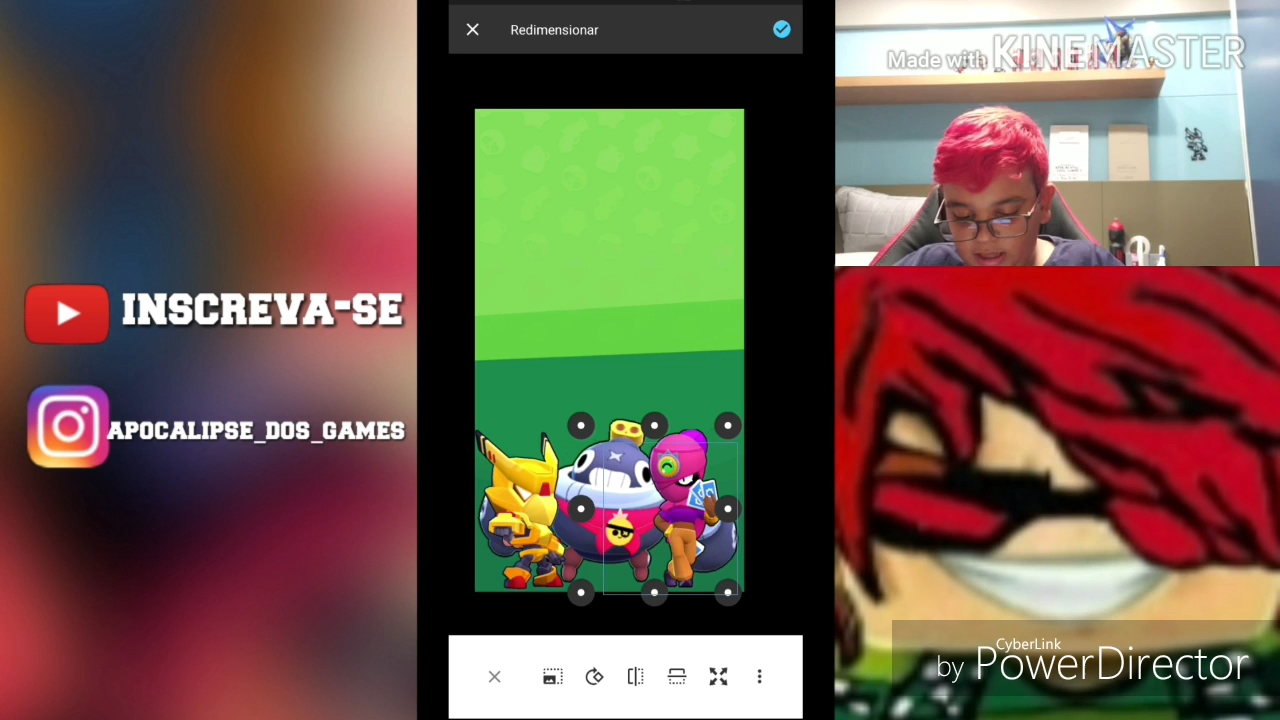 Redimensionar
Made with KINEMASTER
INSCREVA-SE
APOCALIPSE_DOS_GAMES
CyberLink
by PowerDirector